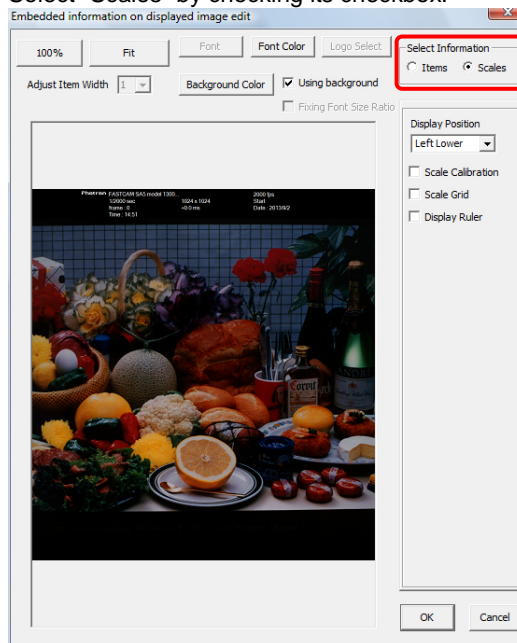 Select "Scales" by checking its checkbox.
Embedded information on displayed image edit
100% Fit Font Font Color Logo Select
Select Information
Items Scales
Adjust Item Width 1 Background Color Using background
Fixing Font Size Ratio
Display Position
Left Lower
Scale Calibration
Scale Grid
Display Ruler
Photron FASTCAM SA5 model 1300... 2000 fps
1/2000 sec 1024 x 1024 Start
frame : 0 +0.0 ms Date : 2013/9/2
Time : 14:51
Corvit
OK Cancel